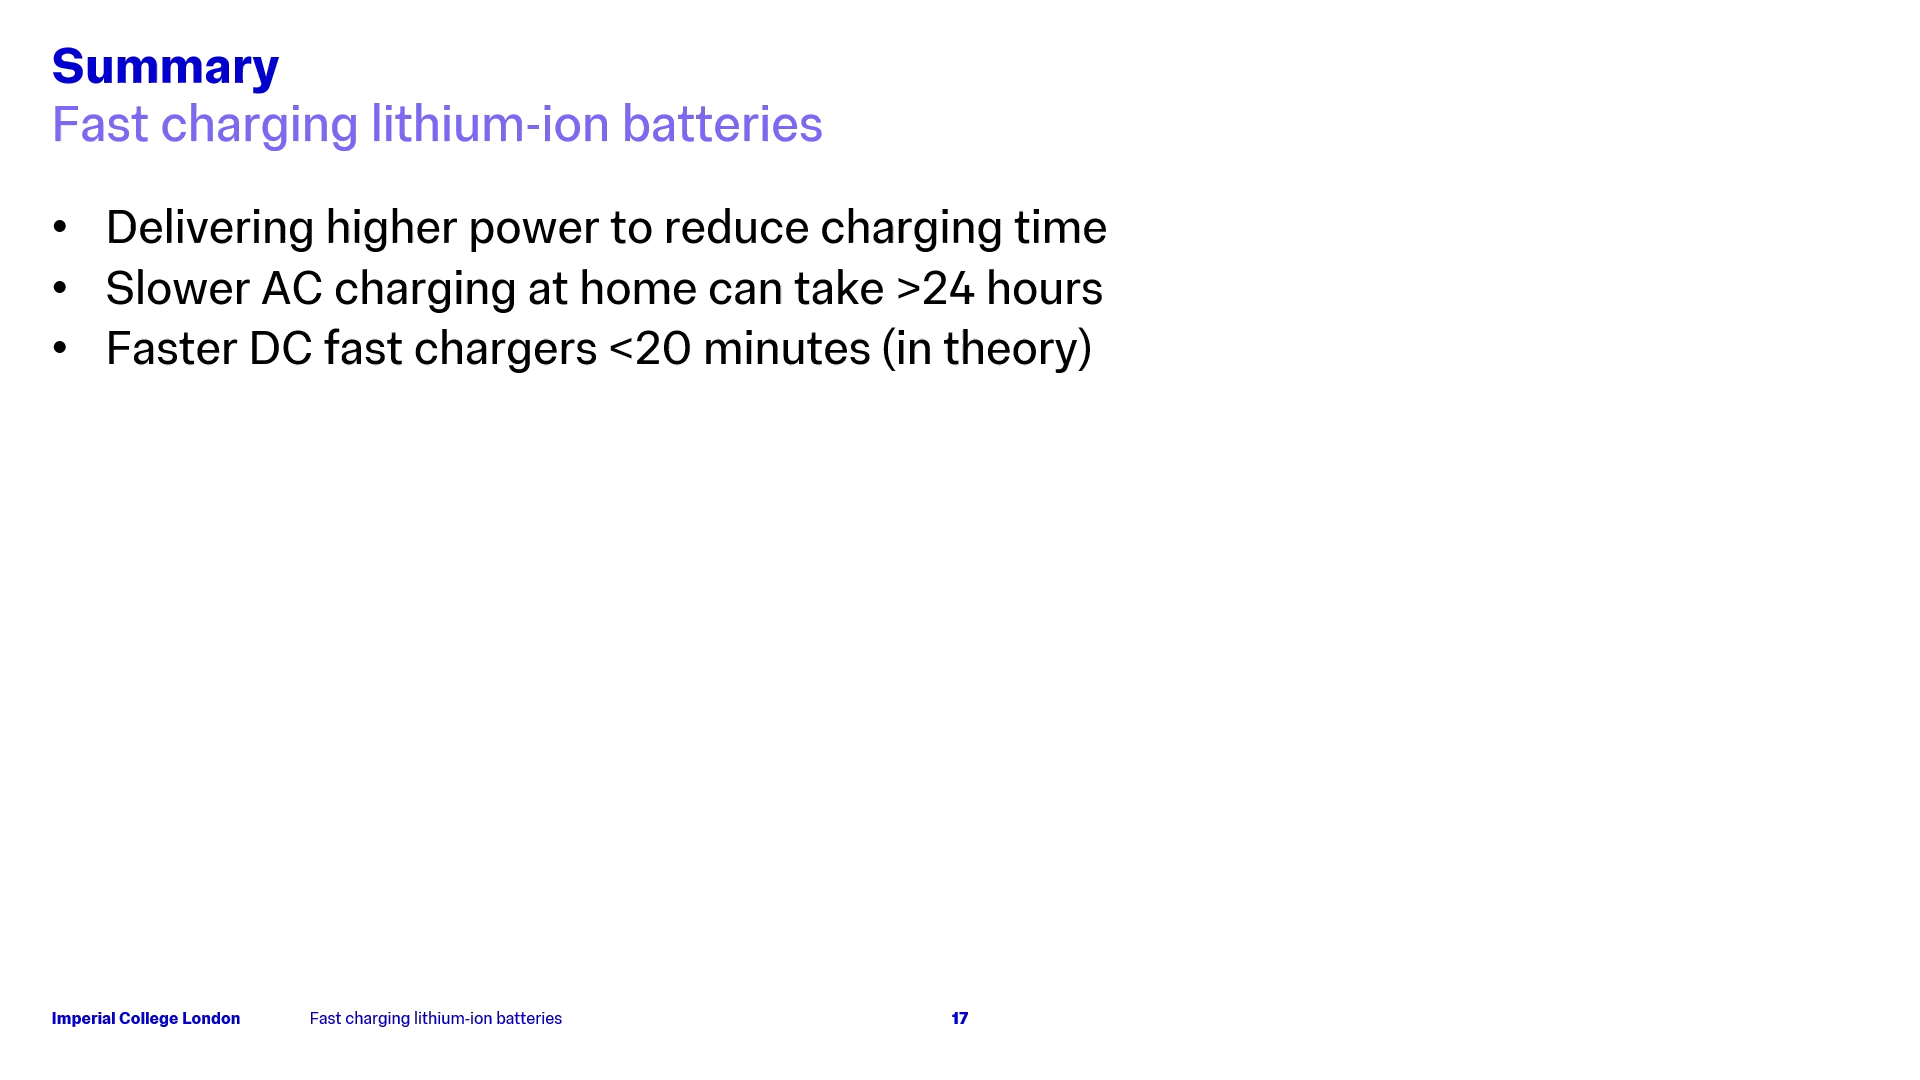 Summary
Fast charging lithium-ion batteries
• Delivering higher power to reduce charging time
• Slower AC charging at home can take >24 hours
• Faster DC fast chargers <20 minutes (in theory)
Imperial College London Fast charging lithium-ion batteries 17